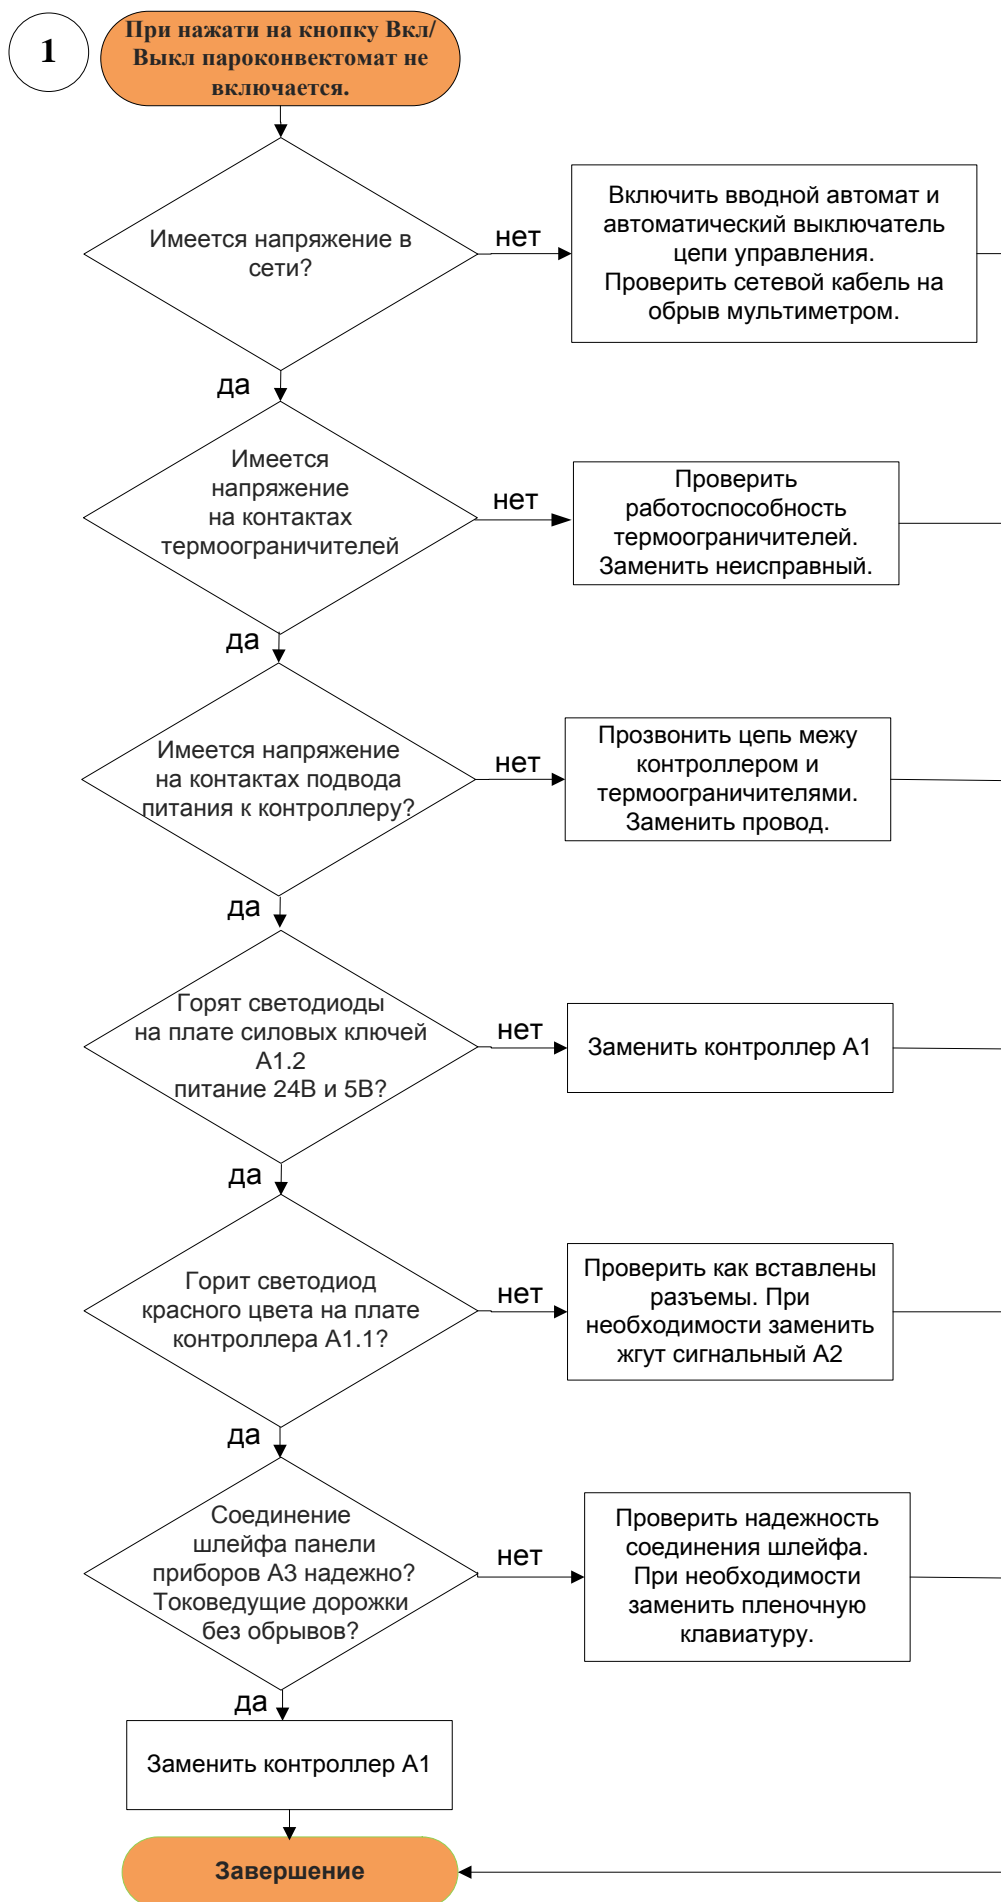 1
При нажати на кнопку Вкл/
Выкл пароконвектомат не
включается.
Имеется напряжение в
сети?
нет
Включить вводной автомат и
автоматический выключатель
цепи управления.
Проверить сетевой кабель на
обрыв мультиметром.
да
Имеется
напряжение
на контактах
термоограничителей
нет
Проверить
работоспособность
термоограничителей.
Заменить неисправный.
да
Имеется напряжение
на контактах подвода
питания к контроллеру?
нет
Прозвонить цепь межу
контроллером и
термоограничителями.
Заменить провод.
да
Горят светодиоды
на плате силовых ключей
А1.2
питание 24В и 5В?
нет
Заменить контроллер А1
да
Горит светодиод
красного цвета на плате
контроллера А1.1?
нет
Проверить как вставлены
разъемы. При
необходимости заменить
жгут сигнальный А2
да
Соединение
шлейфа панели
приборов А3 надежно?
Токоведущие дорожки
без обрывов?
нет
Проверить надежность
соединения шлейфа.
При необходимости
заменить пленочную
клавиатуру.
да
Заменить контроллер А1
Завершение